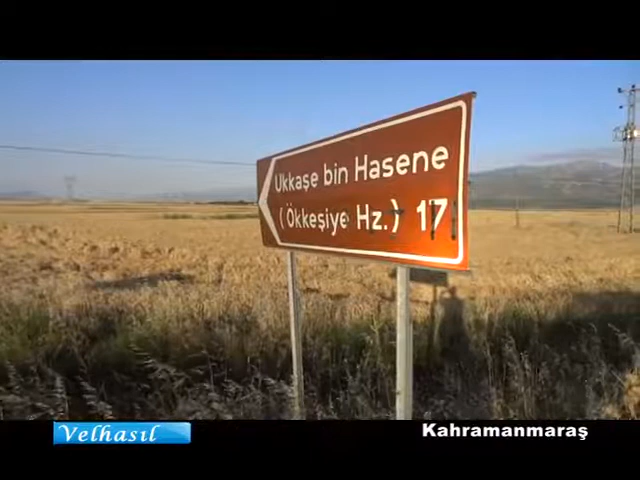 Ukkaşe bin Hasene
(Ökkeşiye Hz.) 17
Velhasıl
Kahramanmaraş